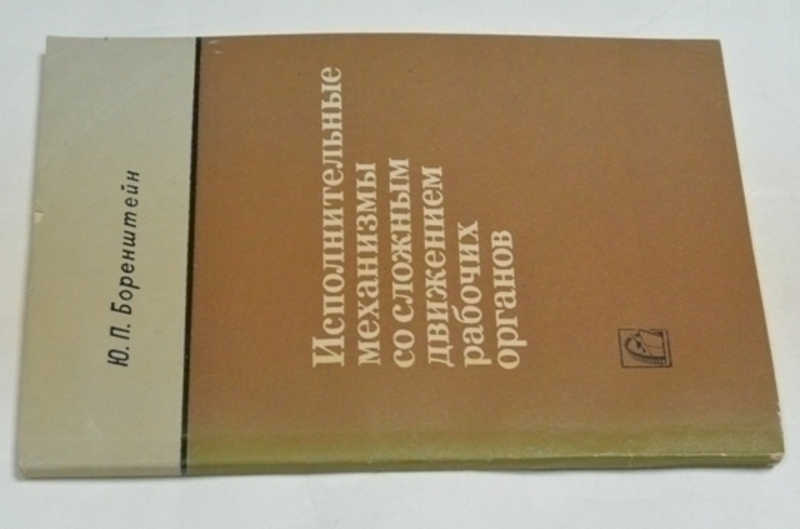 Ю. П. Боренштейн
Исполнительные
механизмы
со сложным
движением
рабочих
органов